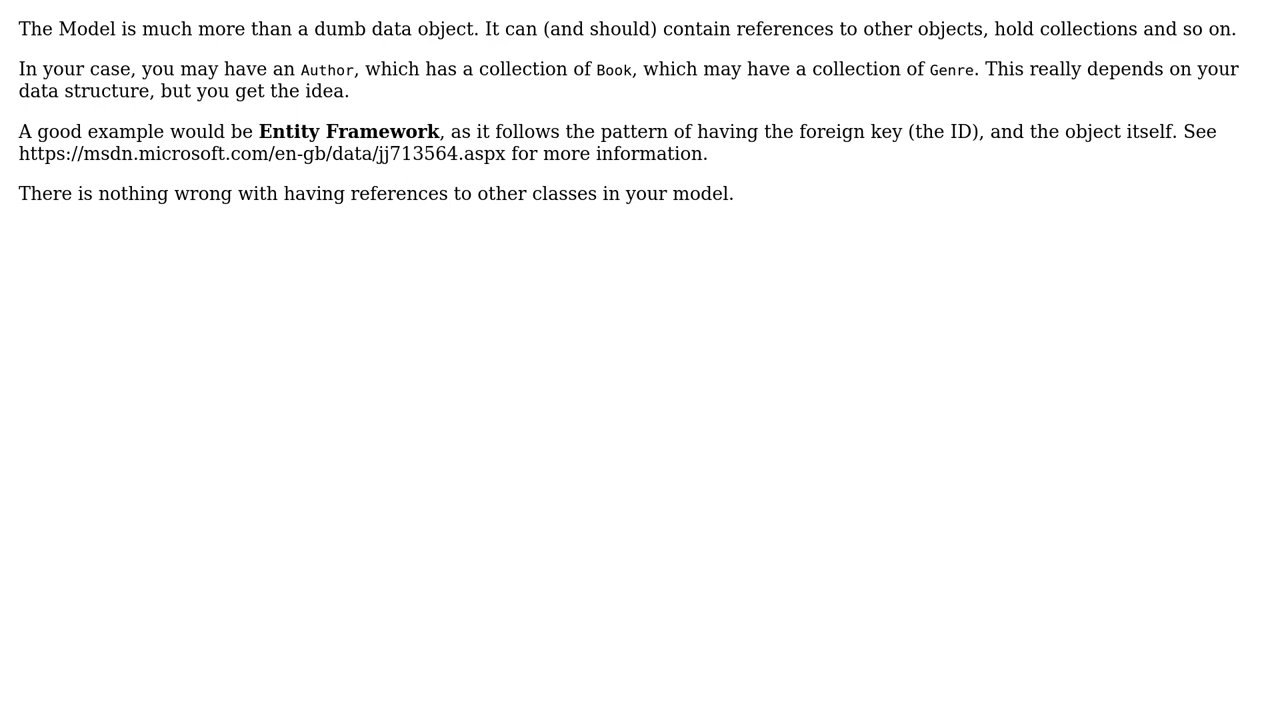 The Model is much more than a dumb data object. It can (and should) contain references to other objects, hold collections and so on.
In your case, you may have an Author, which has a collection of Book, which may have a collection of Genre. This really depends on your
data structure, but you get the idea.
A good example would be Entity Framework, as it follows the pattern of having the foreign key (the ID), and the object itself. See
https://msdn.microsoft.com/en-gb/data/jj713564.aspx for more information.
There is nothing wrong with having references to other classes in your model.